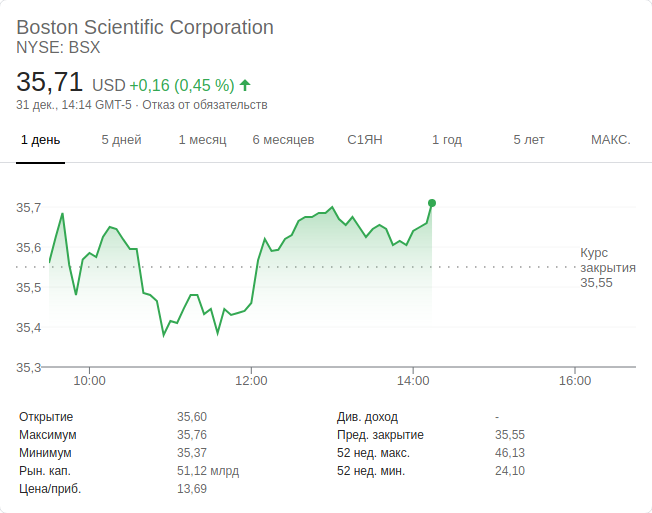 Boston Scientific Corporation
NYSE: BSX
35,71 USD +0,16 (0,45 %)
31 дек., 14:14 GMT-5 · Отказ от обязательств
1 день 5 дней 1 месяц 6 месяцев С1ЯН 1 год 5 лет МАКС.
35,7
35,6
35,5
35,4
35,3
Курс
закрытия
35,55
10:00 12:00 14:00 16:00
Открытие 35,60 Див. доход -
Максимум 35,76 Пред. закрытие 35,55
Минимум 35,37 52 нед. макс. 46,13
Рын. кап. 51,12 млрд 52 нед. мин. 24,10
Цена/приб. 13,69